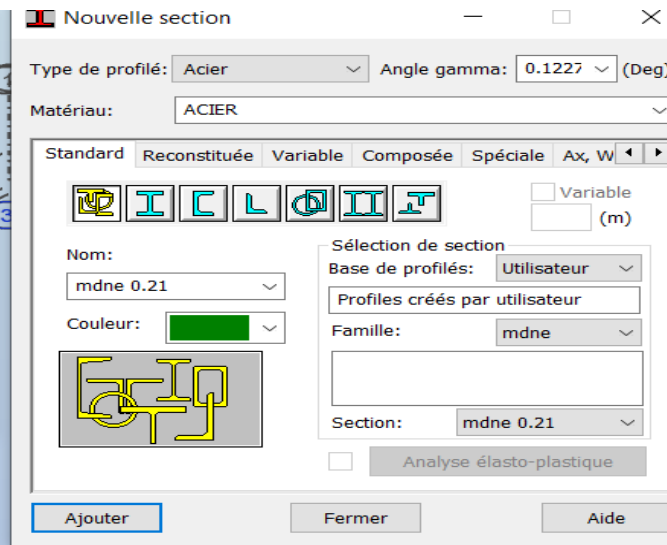 Nouvelle section
Type de profilé: Acier Angle gamma: 0.1227 (Deg)
Matériau: ACIER
Standard Reconstituée Variable Composée Spéciale Ax, W
Variable
(m)
Nom:
mdne 0.21
Couleur:
Sélection de section
Base de profilés: Utilisateur
Profiles créés par utilisateur
Famille: mdne
Section: mdne 0.21
Analyse élasto-plastique
Ajouter Fermer Aide